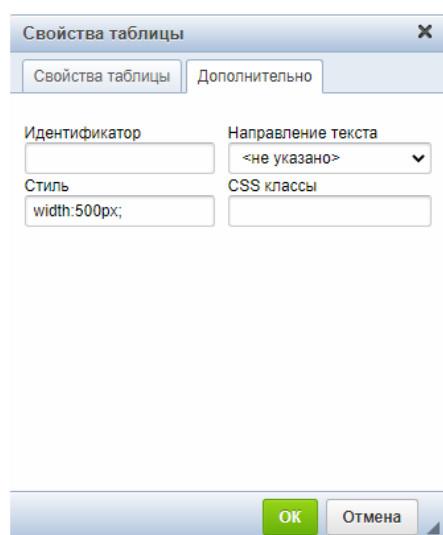 Свойства таблицы
Свойства таблицы Дополнительно
Идентификатор Направление текста
<не указано>
Стиль CSS классы
width:500px;
ОК Отмена